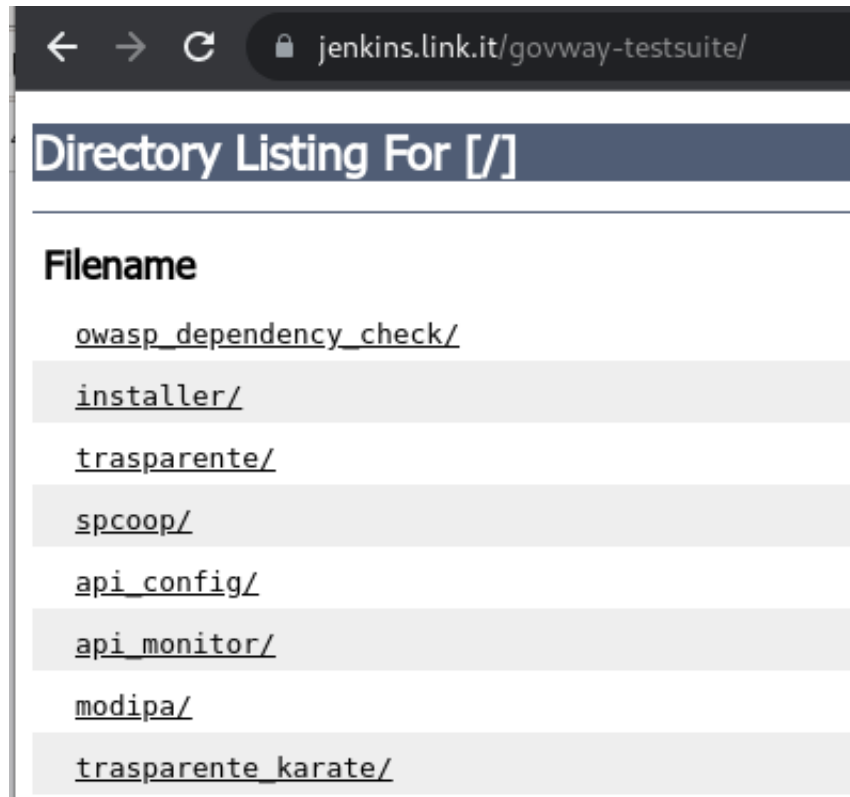 jenkins.link.it/govway-testsuite/
Directory Listing For [/]
Filename
owasp_dependency_check/
installer/
trasparente/
spcoop/
api_config/
api_monitor/
modipa/
trasparente_karate/